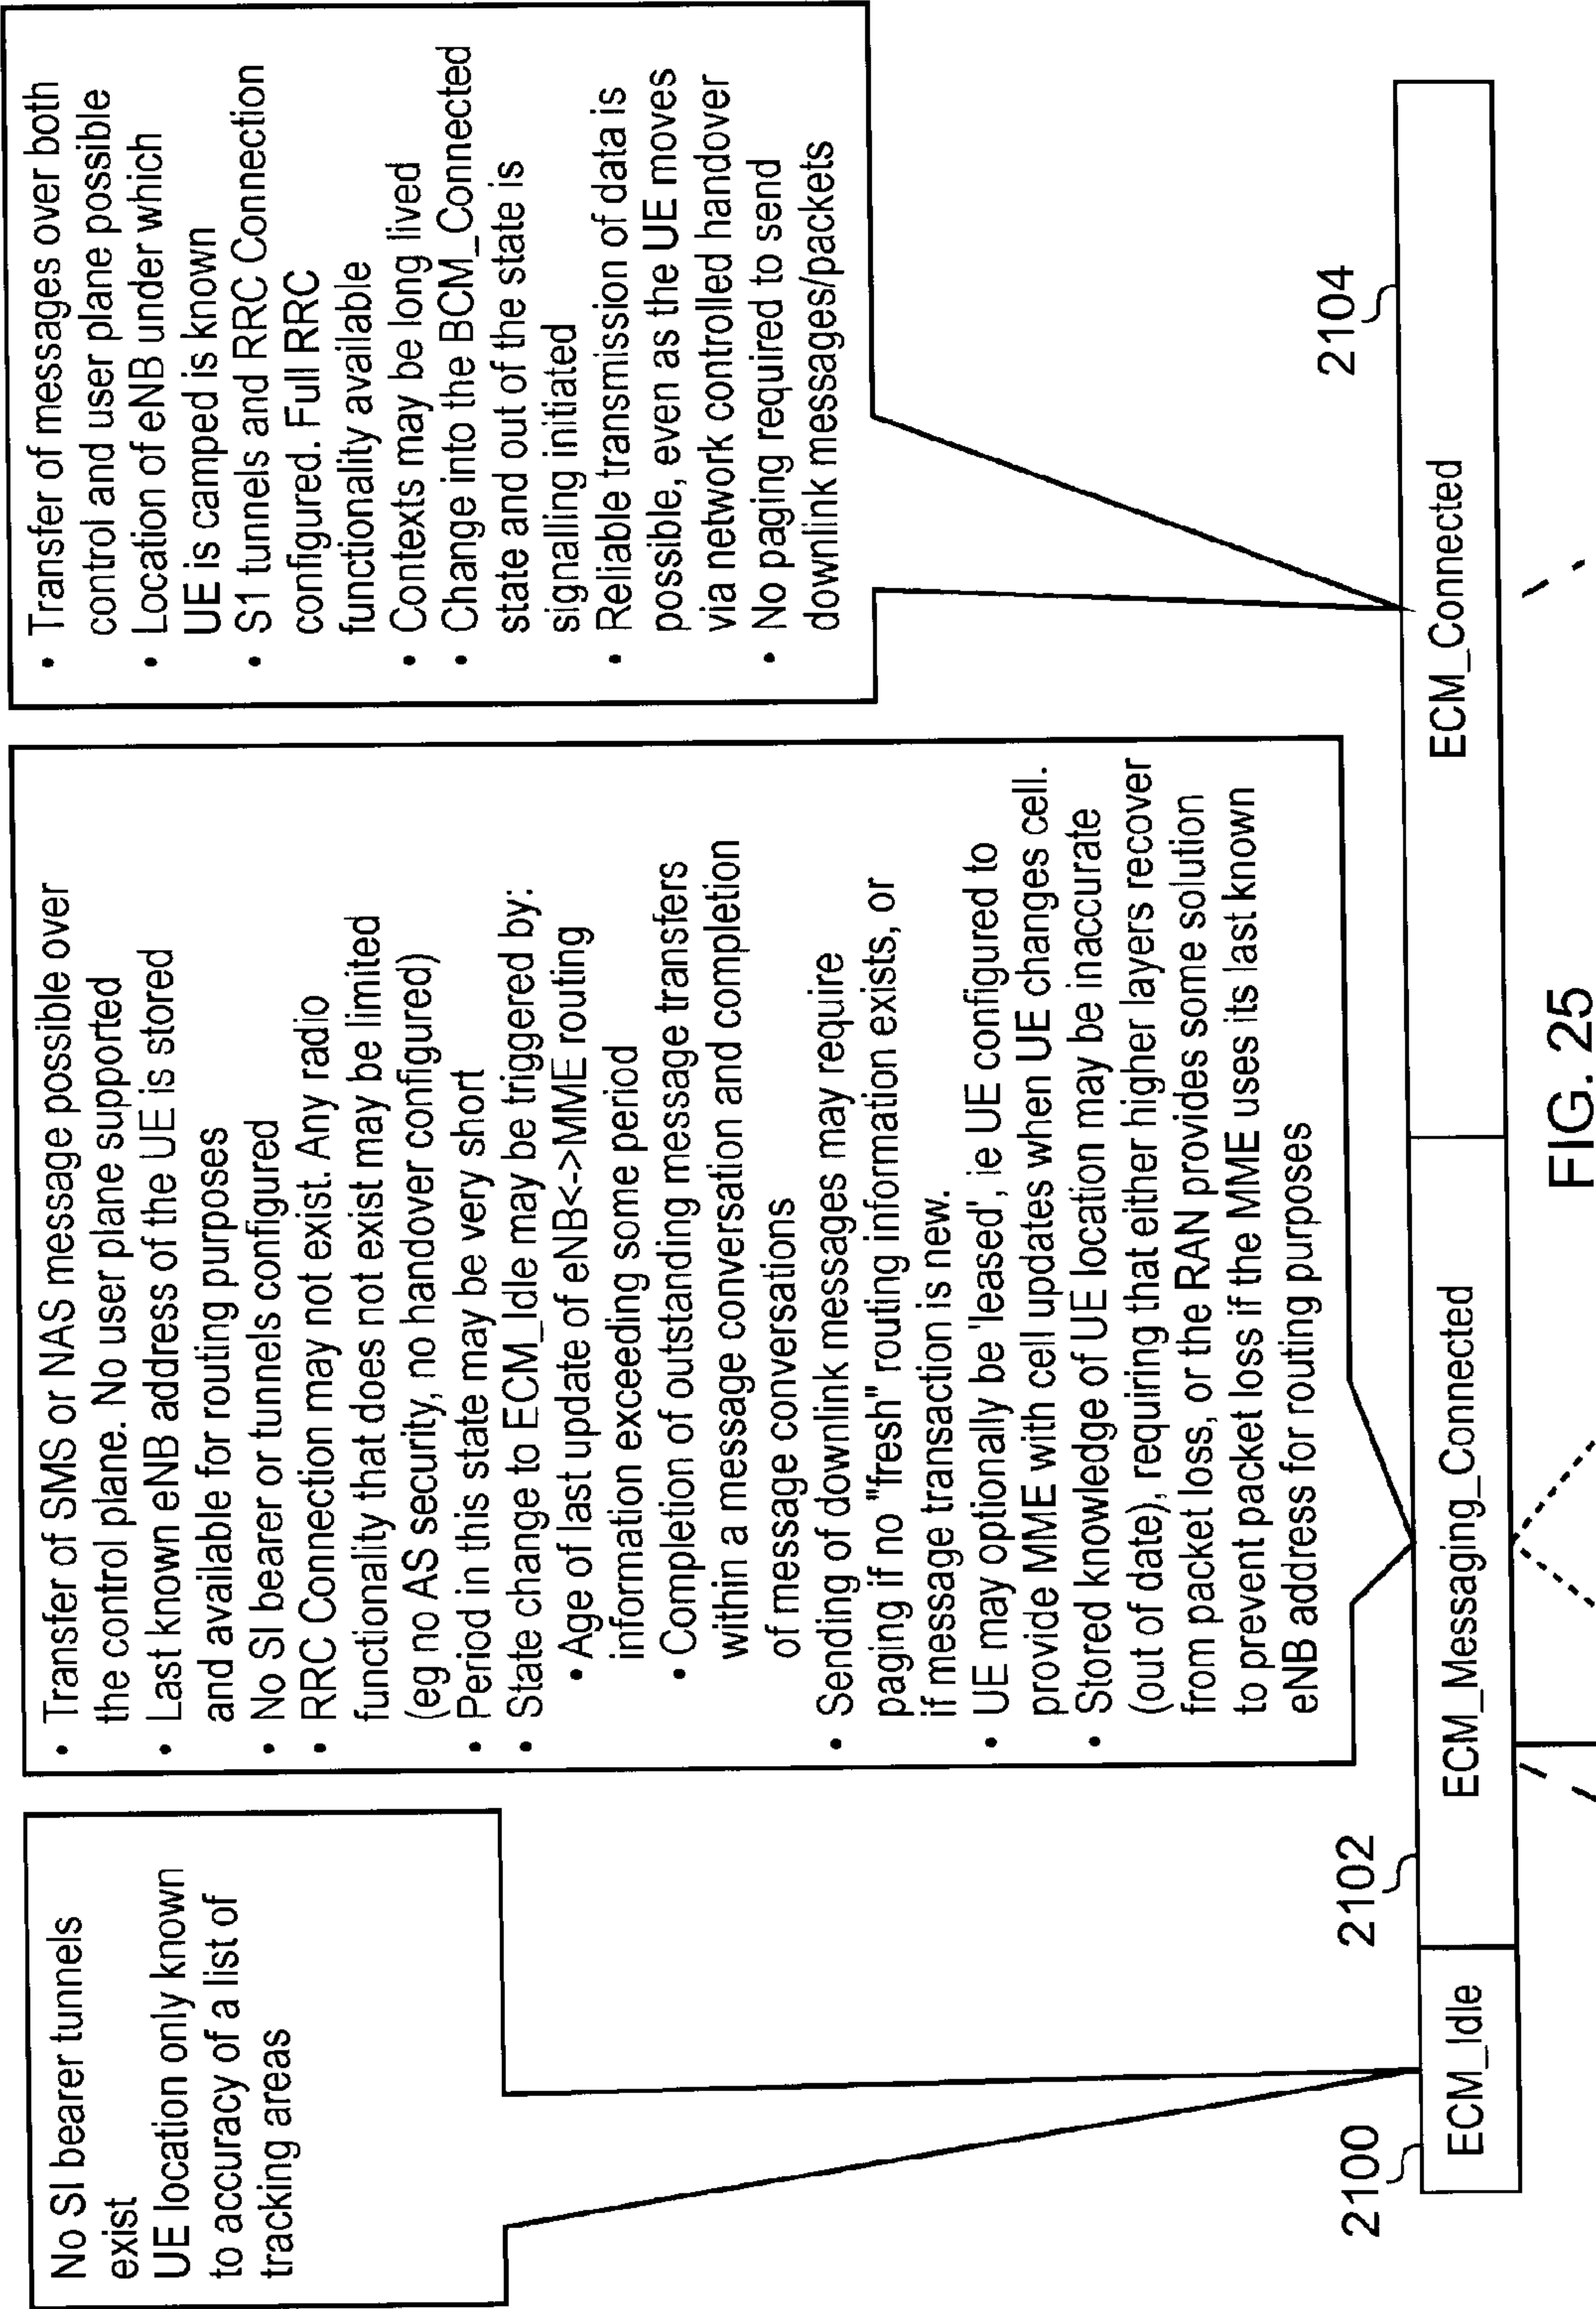 No SI bearer tunnels
exist
UE location only known
to accuracy of a list of
tracking areas
• Transfer of SMS or NAS message possible over
the control plane. No user plane supported
• Last known eNB address of the UE is stored
and available for routing purposes
• No SI bearer or tunnels configured
• RRC Connection may not exist. Any radio
functionality that does not exist may be limited
(eg no AS security, no handover configured)
• Period in this state may be very short
• State change to ECM_Idle may be triggered by:
• Age of last update of eNB<->MME routing
information exceeding some period
• Completion of outstanding message transfers
within a message conversation and completion
of message conversations
• Sending of downlink messages may require
paging if no "fresh" routing information exists, or
if message transaction is new.
• UE may optionally be 'leased', ie UE configured to
provide MME with cell updates when UE changes cell.
• Stored knowledge of UE location may be inaccurate
(out of date), requiring that either higher layers recover
from packet loss, or the RAN provides some solution
to prevent packet loss if the MME uses its last known
eNB address for routing purposes
• Transfer of messages over both
control and user plane possible
• Location of eNB under which
UE is camped is known
• S1 tunnels and RRC Connection
configured. Full RRC
functionality available
• Contexts may be long lived
• Change into the BCM_Connected
state and out of the state is
signalling initiated
• Reliable transmission of data is
possible, even as the UE moves
via network controlled handover
• No paging required to send
downlink messages/packets
2100
2102
2104
ECM_Idle
ECM_Messaging_Connected
ECM_Connected
FIG. 25